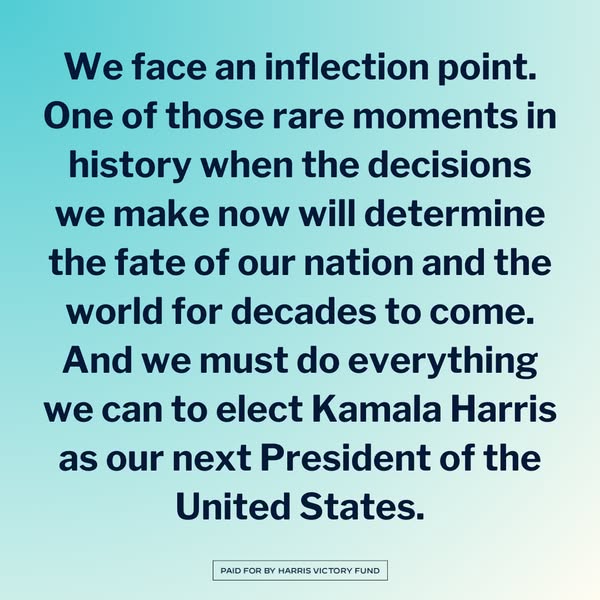 We face an inflection point.
One of those rare moments in
history when the decisions
we make now will determine
the fate of our nation and the
world for decades to come.
And we must do everything
we can to elect Kamala Harris
as our next President of the
United States.
PAID FOR BY HARRIS VICTORY FUND